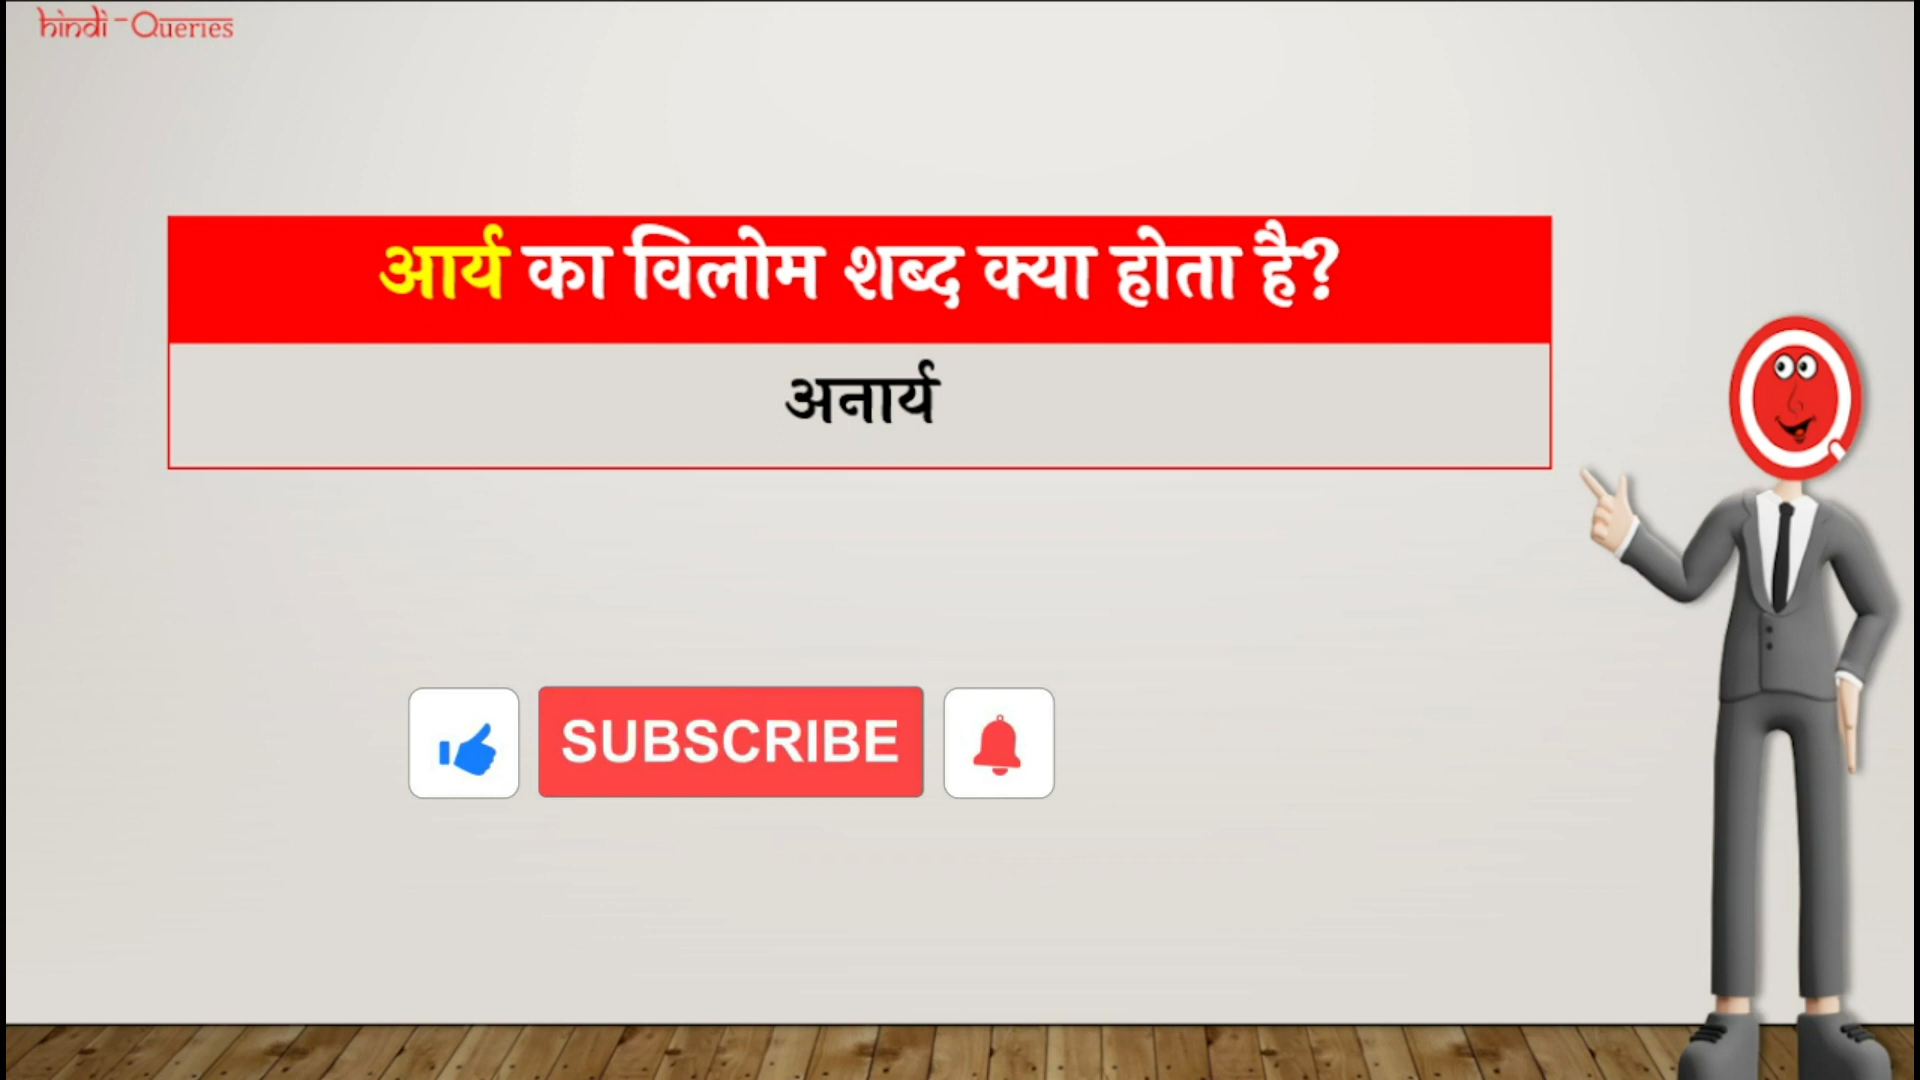 hindi-Queries
आर्य का विलोम शब्द क्या होता है?
अनार्य
SUBSCRIBE